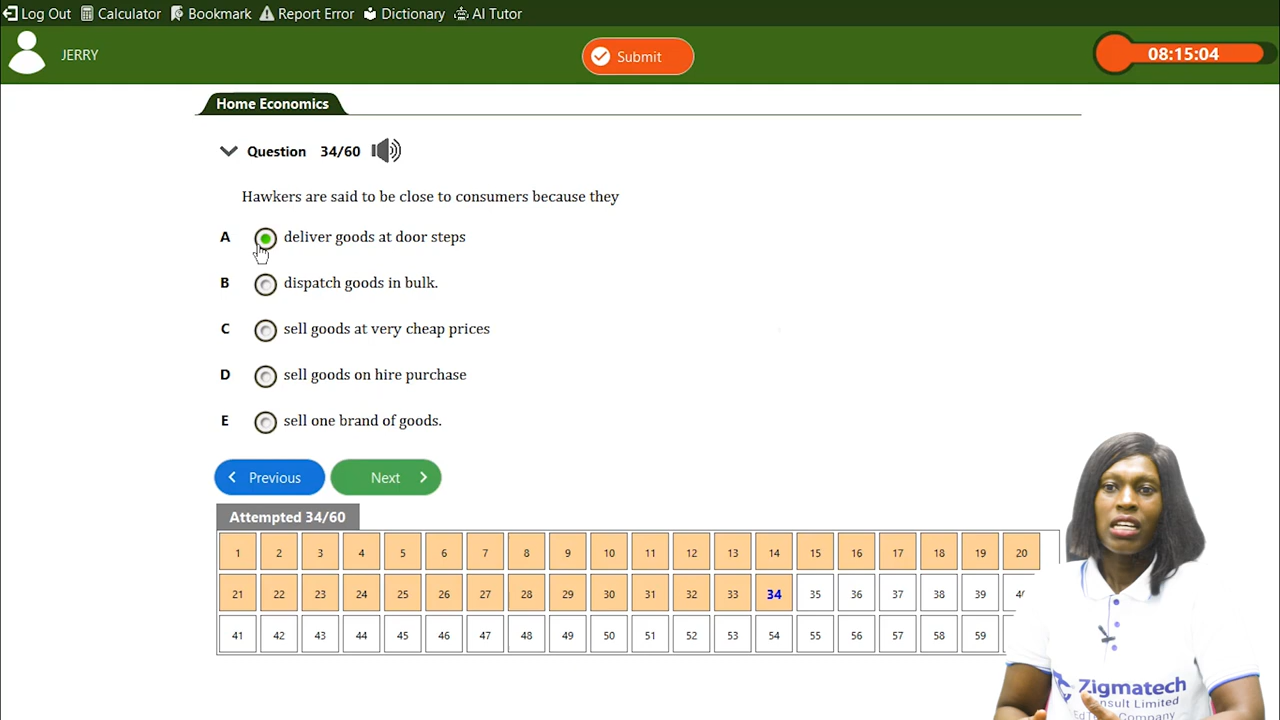 Log Out Calculator Bookmark Report Error Dictionary AI Tutor
JERRY
Submit
08:15:04
Home Economics
Question 34/60
Hawkers are said to be close to consumers because they
A deliver goods at door steps
B dispatch goods in bulk.
C sell goods at very cheap prices
D sell goods on hire purchase
E sell one brand of goods.
Previous Next
Attempted 34/60
1 2 3 4 5 6 7 8 9 10 11 12 13 14 15 16 17 18 19 20
21 22 23 24 25 26 27 28 29 30 31 32 33 34 35 36 37 38 39
41 42 43 44 45 46 47 48 49 50 51 52 53 54 55 56 57 58 59
Zigmatech
nsult Limited
Company